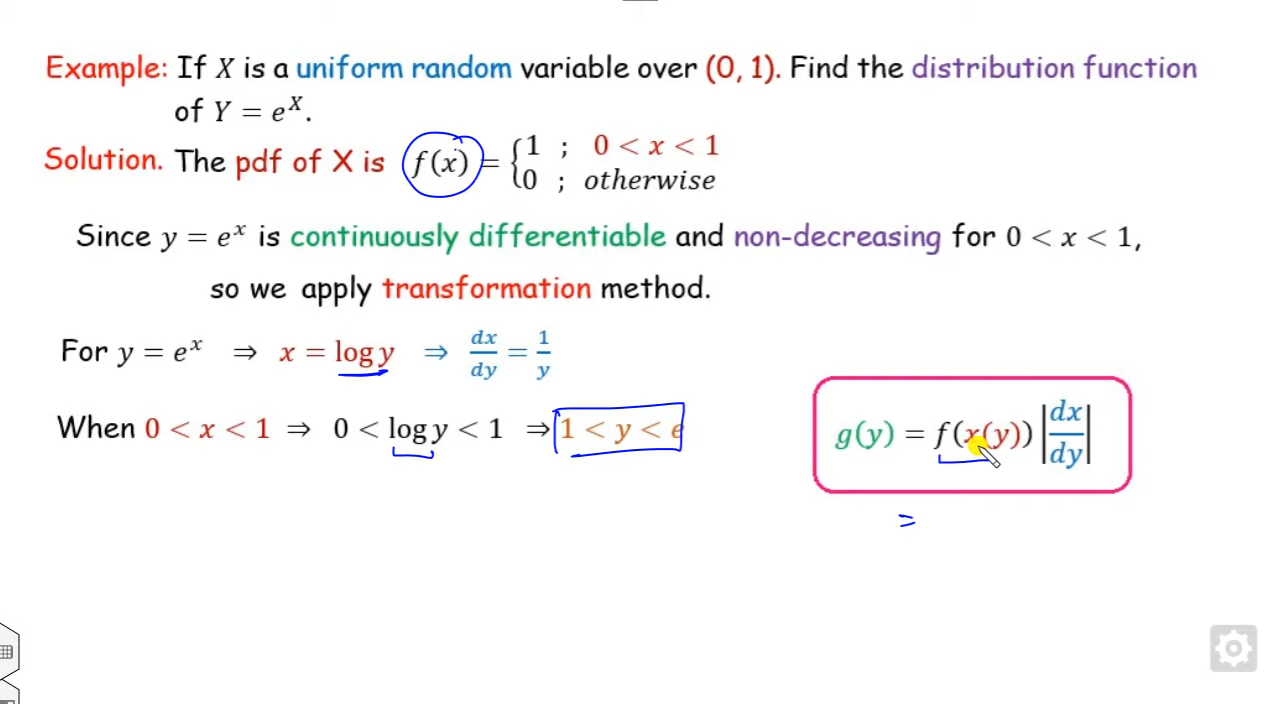 Example: If X is a uniform random variable over (0, 1). Find the distribution function
of Y = e^X.
Solution. The pdf of X is f(x) = {1 ; 0 < x < 1
0 ; otherwise
Since y = e^x is continuously differentiable and non-decreasing for 0 < x < 1,
so we apply transformation method.
For y = e^x ⇒ x = log y ⇒ dx/dy = 1/y
When 0 < x < 1 ⇒ 0 < log y < 1 ⇒ 1 < y < e
g(y) = f(x(y)) |dx/dy|
=